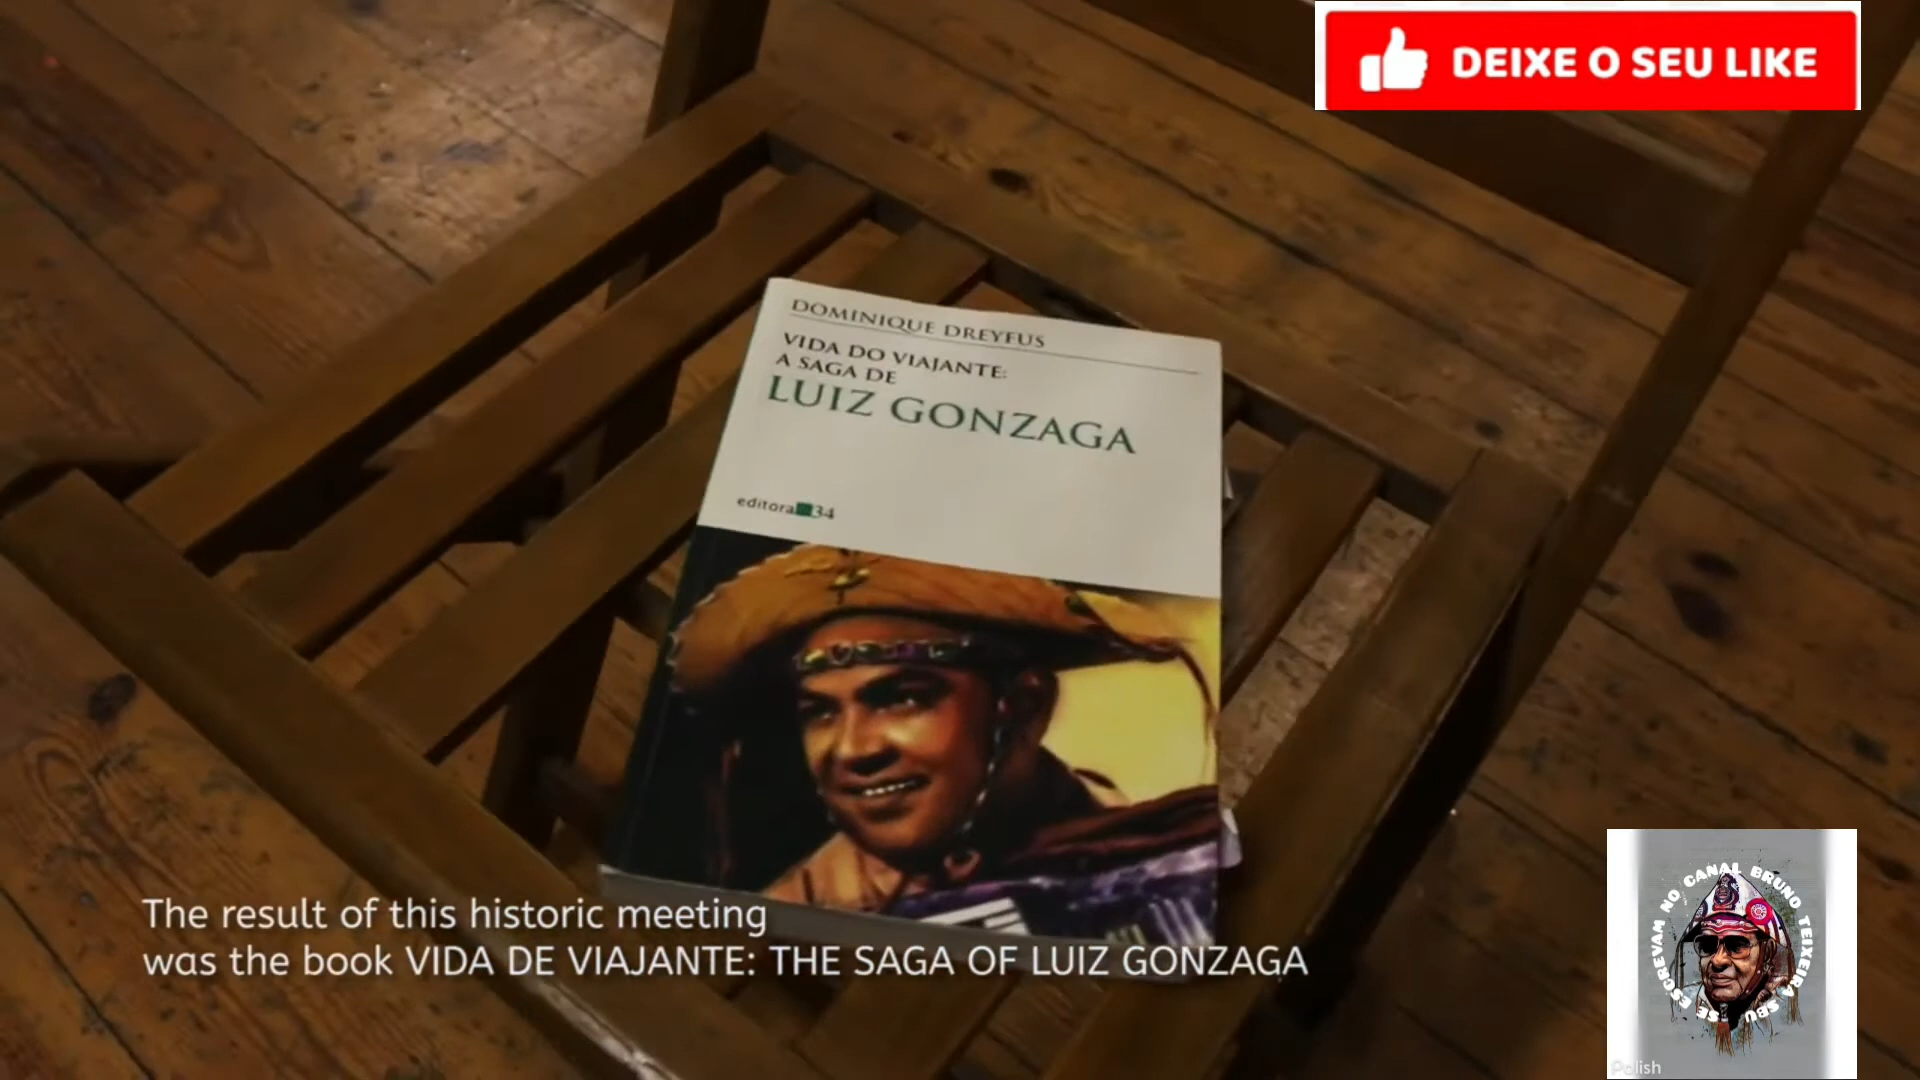 DEIXE O SEU LIKE
DOMINIQUE DREYFUS
VIDA DO VIAJANTE:
A SAGA DE
LUIZ GONZAGA
editora 34
The result of this historic meeting
was the book VIDA DE VIAJANTE: THE SAGA OF LUIZ GONZAGA
SE ESCREVAM NO CANAL BRUNO TEIXEIRA SBU
Polish